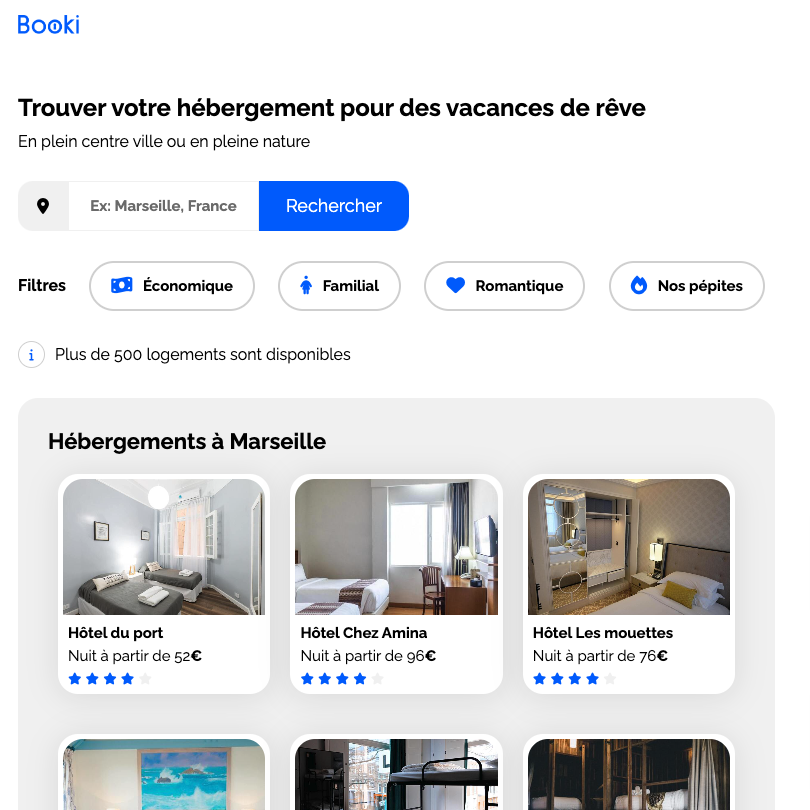 Booki
Trouver votre hébergement pour des vacances de rêve
En plein centre ville ou en pleine nature
Ex: Marseille, France
Rechercher
Filtres
Économique
Familial
Romantique
Nos pépites
Plus de 500 logements sont disponibles
Hébergements à Marseille
Hôtel du port
Nuit à partir de 52€
Hôtel Chez Amina
Nuit à partir de 96€
Hôtel Les mouettes
Nuit à partir de 76€